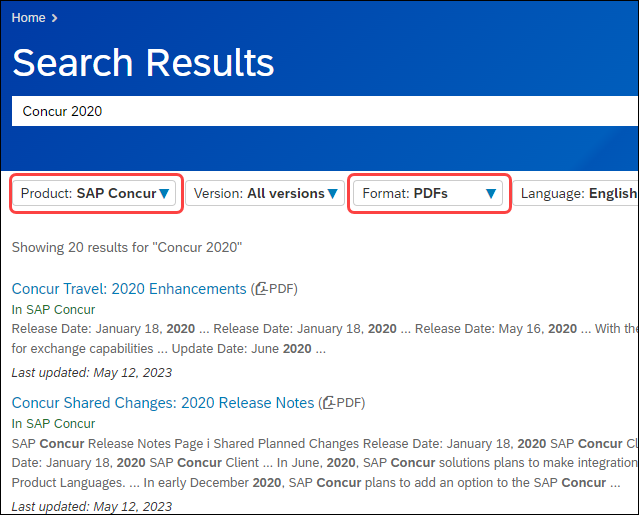 Home
Search Results
Concur 2020
Product: SAP Concur Version: All versions Format: PDFs Language: English
Showing 20 results for "Concur 2020"
Concur Travel: 2020 Enhancements (PDF)
In SAP Concur
Release Date: January 18, 2020 ... Release Date: January 18, 2020 ... Release Date: May 16, 2020 ... With the
for exchange capabilities ... Update Date: June 2020 ...
Last updated: May 12, 2023
Concur Shared Changes: 2020 Release Notes (PDF)
In SAP Concur
SAP Concur Release Notes Page i Shared Planned Changes Release Date: January 18, 2020 SAP Concur Cl
Date: January 18, 2020 SAP Concur Client ... In June, 2020, SAP Concur solutions plans to make integration
Product Languages. ... In early December 2020, SAP Concur plans to add an option to the SAP Concur ...
Last updated: May 12, 2023